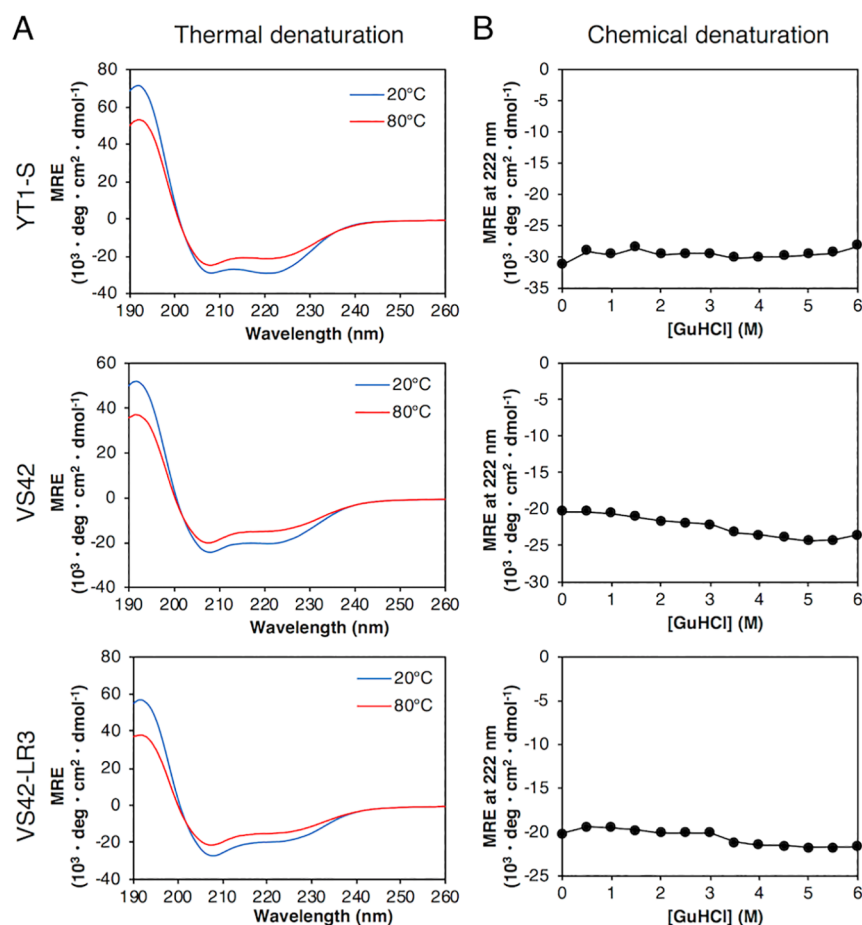 A Thermal denaturation
B Chemical denaturation
YT1-S
MRE
(10³・deg・cm²・dmol⁻¹)
80
60
40
20
0
-20
-40
190 200 210 220 230 240 250 260
Wavelength (nm)
20°C
80°C
MRE at 222 nm
(10³・deg・cm²・dmol⁻¹)
0
-5
-10
-15
-20
-25
-30
-35
0 1 2 3 4 5 6
[GuHCl] (M)
VS42
MRE
(10³・deg・cm²・dmol⁻¹)
60
40
20
0
-20
-40
190 200 210 220 230 240 250 260
Wavelength (nm)
20°C
80°C
MRE at 222 nm
(10³・deg・cm²・dmol⁻¹)
0
-5
-10
-15
-20
-25
-30
0 1 2 3 4 5 6
[GuHCl] (M)
VS42-LR3
MRE
(10³・deg・cm²・dmol⁻¹)
80
60
40
20
0
-20
-40
190 200 210 220 230 240 250 260
Wavelength (nm)
20°C
80°C
MRE at 222 nm
(10³・deg・cm²・dmol⁻¹)
0
-5
-10
-15
-20
-25
0 1 2 3 4 5 6
[GuHCl] (M)